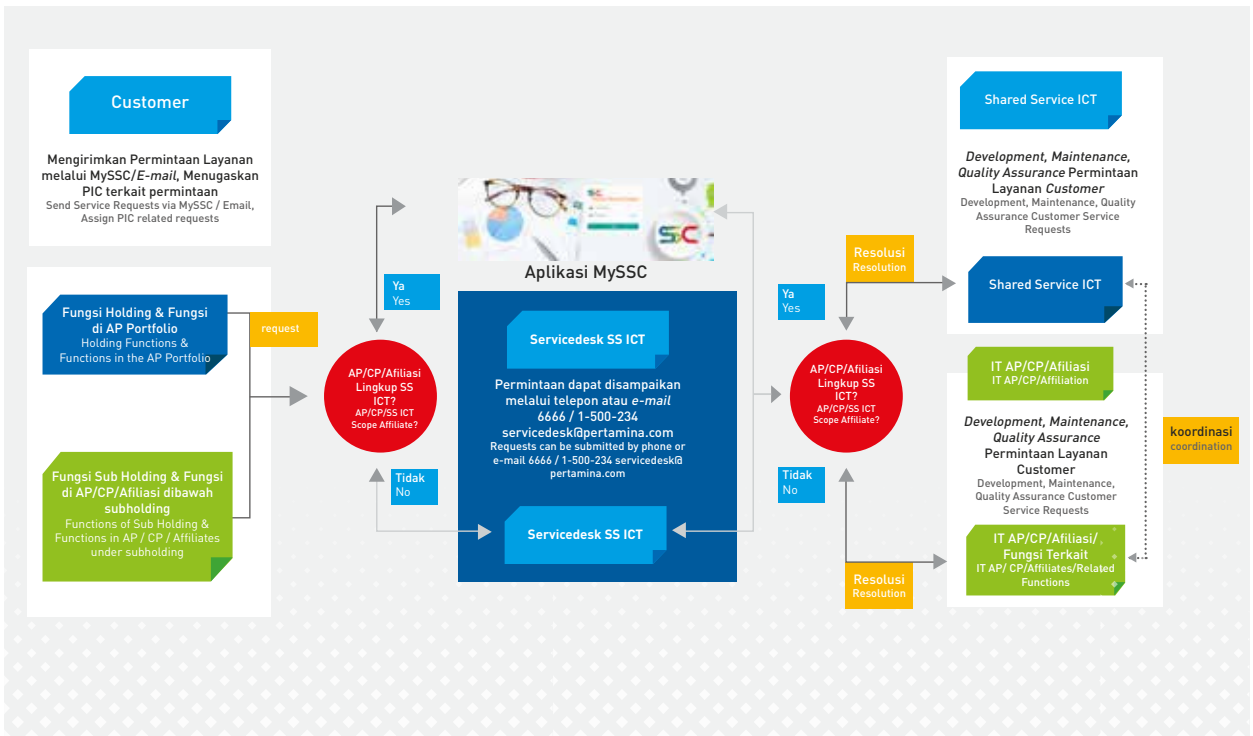 Customer
Mengirimkan Permintaan Layanan
melalui MySSC/E-mail, Menugaskan
PIC terkait permintaan
Send Service Requests via MySSC / Email,
Assign PIC related requests
Fungsi Holding & Fungsi
di AP Portfolio
Holding Functions &
Functions in the AP Portfolio
request
Fungsi Sub Holding & Fungsi
di AP/CP/Afiliasi dibawah
subholding
Functions of Sub Holding &
Functions in AP / CP / Affiliates
under subholding
Ya
Yes
AP/CP/Afiliasi
Lingkup SS
ICT?
AP/CP/SS ICT
Scope Affiliate?
Tidak
No
SSC
Aplikasi MySSC
Servicedesk SS ICT
Permintaan dapat disampaikan
melalui telepon atau e-mail
6666 / 1-500-234
servicedesk@pertamina.com
Requests can be submitted by phone or
e-mail 6666 / 1-500-234 servicedesk@
pertamina.com
Servicedesk SS ICT
Ya
Yes
AP/CP/Afiliasi
Lingkup SS
ICT?
AP/CP/SS ICT
Scope Affiliate?
Tidak
No
Resolusi
Resolution
Resolusi
Resolution
Shared Service ICT
Development, Maintenance,
Quality Assurance Permintaan
Layanan Customer
Development, Maintenance, Quality
Assurance Customer Service
Requests
Shared Service ICT
IT AP/CP/Afiliasi
IT AP/CP/Affiliation
Development, Maintenance,
Quality Assurance
Permintaan Layanan
Customer
Development, Maintenance,
Quality Assurance Customer
Service Requests
IT AP/CP/Afiliasi/
Fungsi Terkait
IT AP/ CP/Affiliates/Related
Functions
koordinasi
coordination